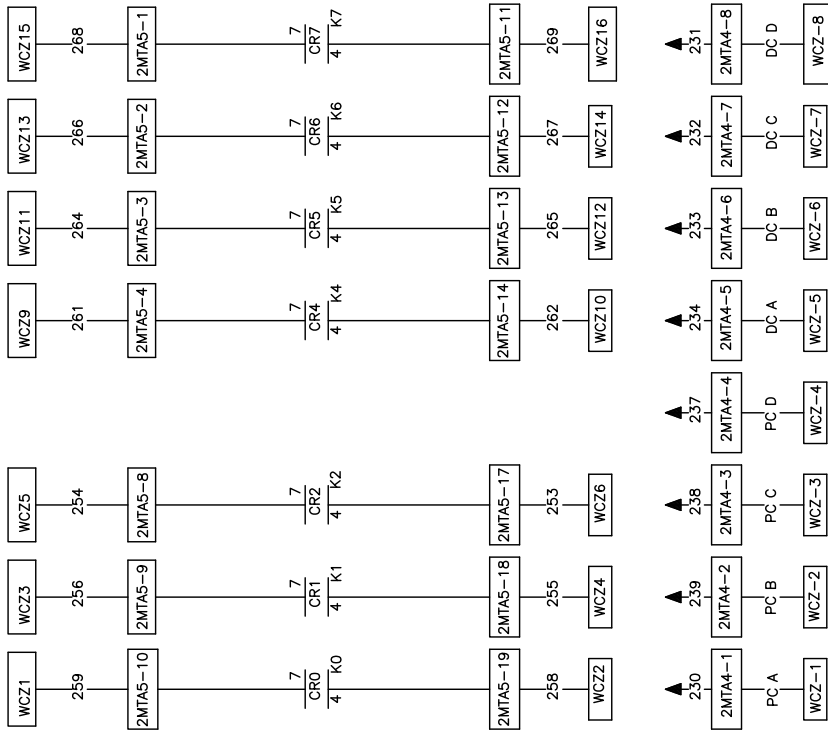 WCZ1 WCZ3 WCZ5 WCZ9 WCZ11 WCZ13 WCZ15
259 256 254 261 264 266 268
2MTA5-10 2MTA5-9 2MTA5-8 2MTA5-4 2MTA5-3 2MTA5-2 2MTA5-1
7 7 7 7 7 7 7
CR0 CR1 CR2 CR4 CR5 CR6 CR7
4 K0 4 K1 4 K2 4 K4 4 K5 4 K6 4 K7
2MTA5-19 2MTA5-18 2MTA5-17 2MTA5-14 2MTA5-13 2MTA5-12 2MTA5-11
258 255 253 262 265 267 269
WCZ2 WCZ4 WCZ6 WCZ10 WCZ12 WCZ14 WCZ16
230 239 238 237 234 233 232 231
2MTA4-1 2MTA4-2 2MTA4-3 2MTA4-4 2MTA4-5 2MTA4-6 2MTA4-7 2MTA4-8
PC A PC B PC C PC D DC A DC B DC C DC D
WCZ-1 WCZ-2 WCZ-3 WCZ-4 WCZ-5 WCZ-6 WCZ-7 WCZ-8